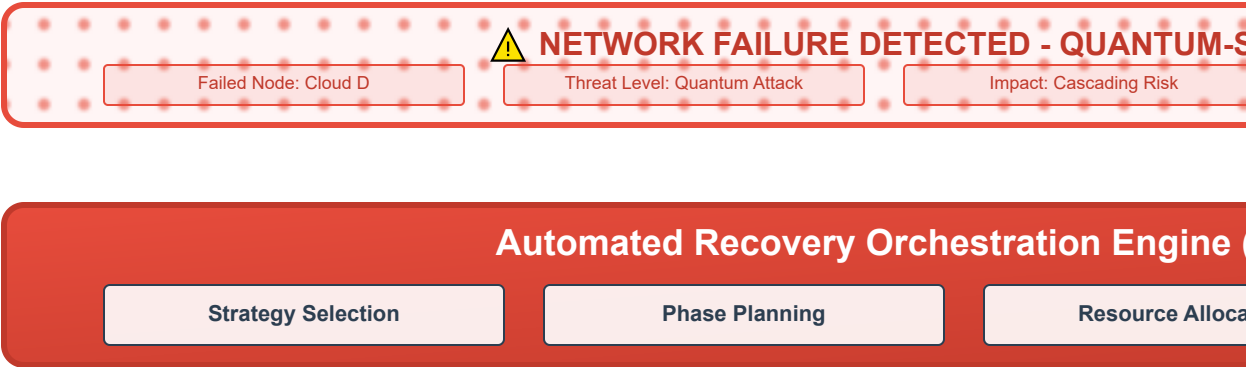 ⚠ NETWORK FAILURE DETECTED - QUANTUM-S
Failed Node: Cloud D
Threat Level: Quantum Attack
Impact: Cascading Risk
Automated Recovery Orchestration Engine (
Strategy Selection
Phase Planning
Resource Alloca